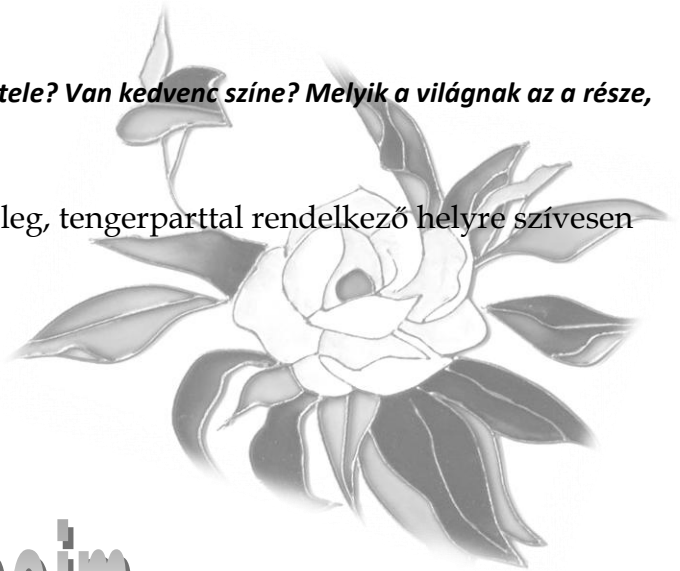 tele? Van kedvenc színe? Melyik a világnak az a része,
leg, tengerparttal rendelkező helyre szívesen